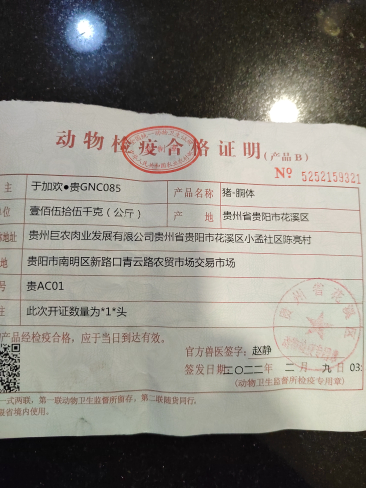 动物检疫合格证明(产品B)
№ 5252159321
主 于加欢●贵GNC085 产品名称 猪-胴体
单位 壹佰伍拾伍千克（公斤） 产 地 贵州省贵阳市花溪区
地址 贵州巨农肉业发展有限公司贵州省贵阳市花溪区小孟社区陈亮村
地 贵阳市南明区新路口青云路农贸市场交易市场
号 贵AC01
注 此次开证数量为*1*头
产品经检疫合格，应于当日到达有效。
官方兽医签字：赵静
签发日期二〇二二年 二月 九日 03:
(动物卫生监督所检疫专用章)
一式两联，第一联动物卫生监督所留存，第二联随货同行。
限省境内使用。